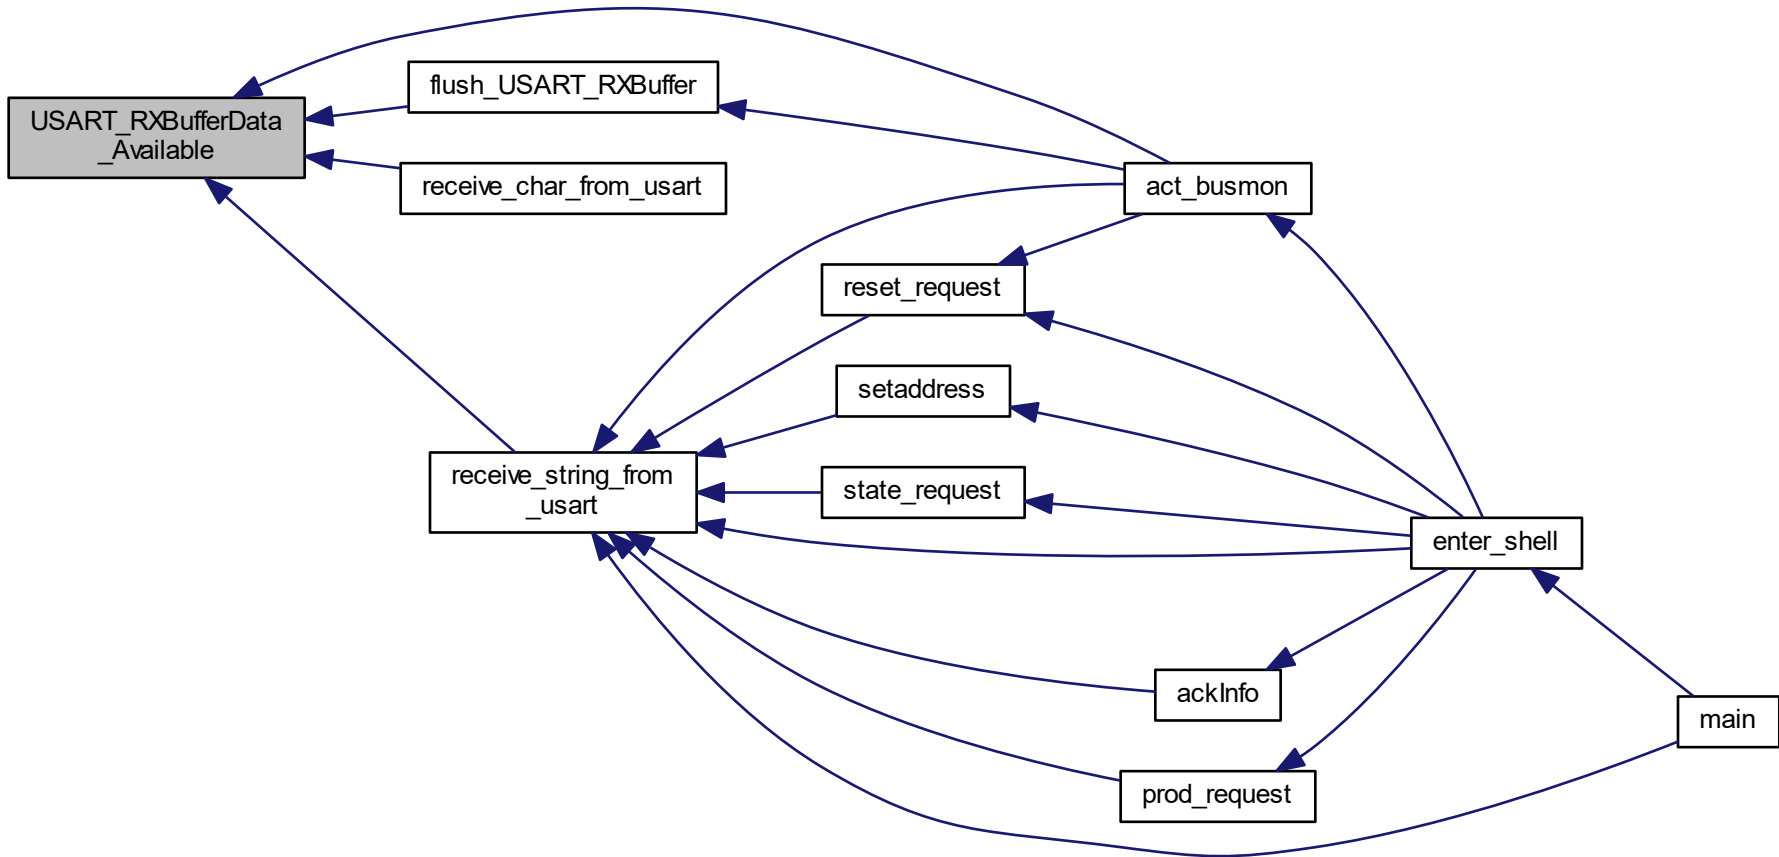 USART_RXBufferData
_Available
flush_USART_RXBuffer
receive_char_from_usart
receive_string_from
_usart
act_busmon
reset_request
setaddress
state_request
enter_shell
ackInfo
prod_request
main